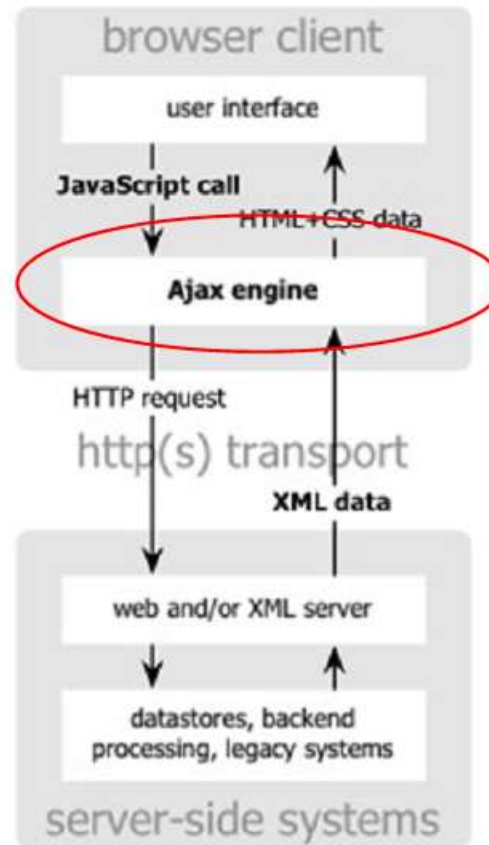 browser client
user interface
JavaScript call
HTML+CSS data
Ajax engine
HTTP request
http(s) transport
XML data
web and/or XML server
datastores, backend
processing, legacy systems
server-side systems